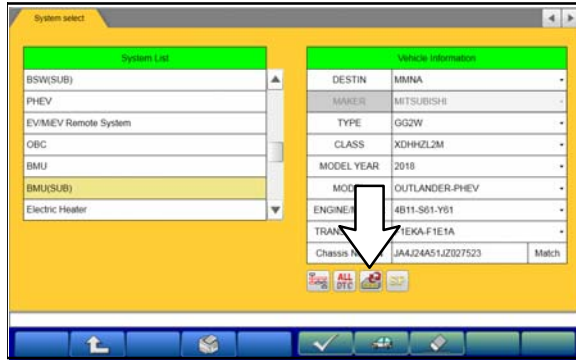 System select
System List
BSW(SUB)
PHEV
EV/MiEV Remote System
OBC
BMU
BMU(SUB)
Electric Heater
Vehicle Information
DESTIN MMNA
MAKER MITSUBISHI
TYPE GG2W
CLASS XDHHZL2M
MODEL YEAR 2018
OUTLANDER-PHEV
4B11-S61-Y61
F1EKA-F1E1A
Chassis JA4J24A51JZ027523 Match
ALL DTC